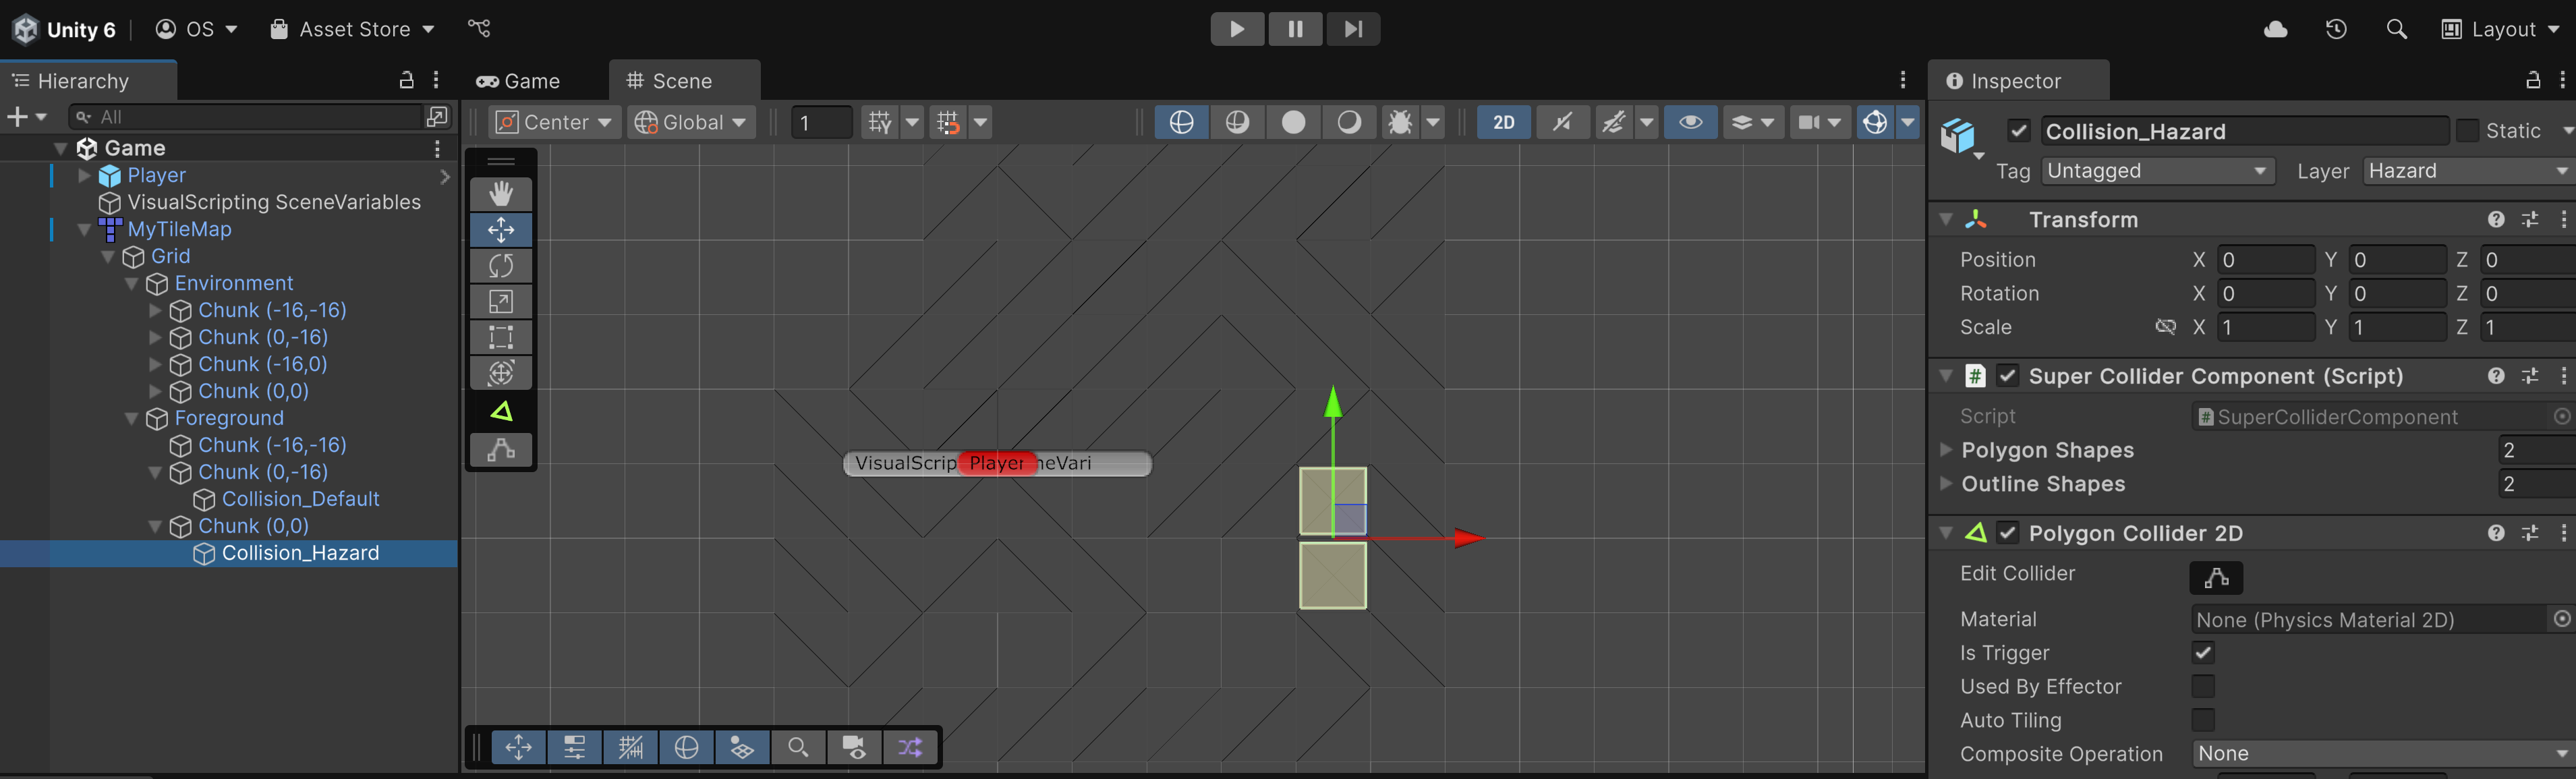 Unity 6 OS Asset Store Layout
Hierarchy
All
Game
Player
VisualScripting SceneVariables
MyTileMap
Grid
Environment
Chunk (-16,-16)
Chunk (0,-16)
Chunk (-16,0)
Chunk (0,0)
Foreground
Chunk (-16,-16)
Chunk (0,-16)
Collision_Default
Chunk (0,0)
Collision_Hazard
Game Scene
Center Global 1 2D
VisualScrip Player neVari
Inspector
Collision_Hazard Static
Tag Untagged Layer Hazard
Transform
Position X 0 Y 0 Z 0
Rotation X 0 Y 0 Z 0
Scale X 1 Y 1 Z 1
# Super Collider Component (Script)
Script # SuperColliderComponent
Polygon Shapes 2
Outline Shapes 2
Polygon Collider 2D
Edit Collider
Material None (Physics Material 2D)
Is Trigger
Used By Effector
Auto Tiling
Composite Operation None